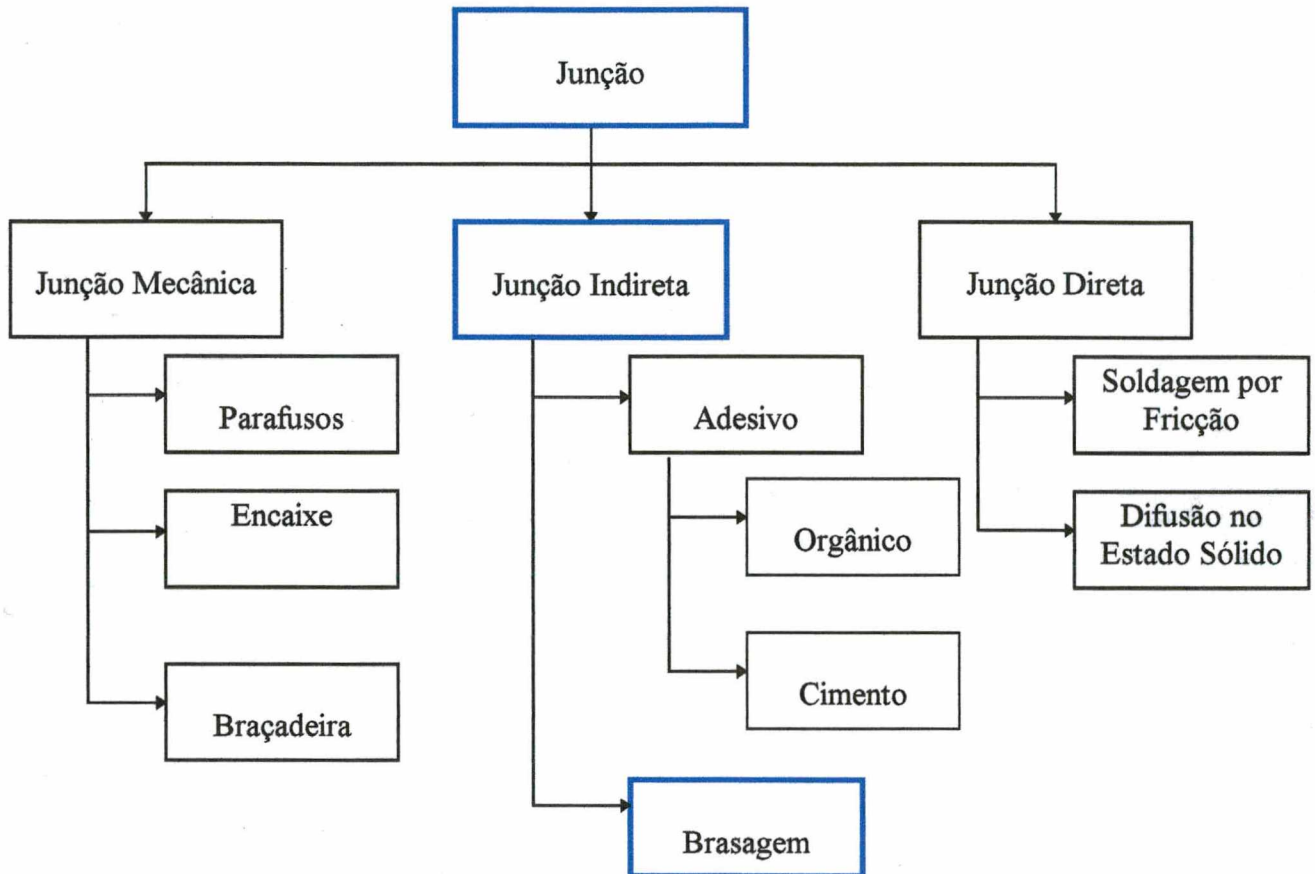 Junção
Junção Mecânica
Junção Indireta
Junção Direta
Parafusos
Encaixe
Braçadeira
Adesivo
Orgânico
Cimento
Brasagem
Soldagem por
Fricção
Difusão no
Estado Sólido